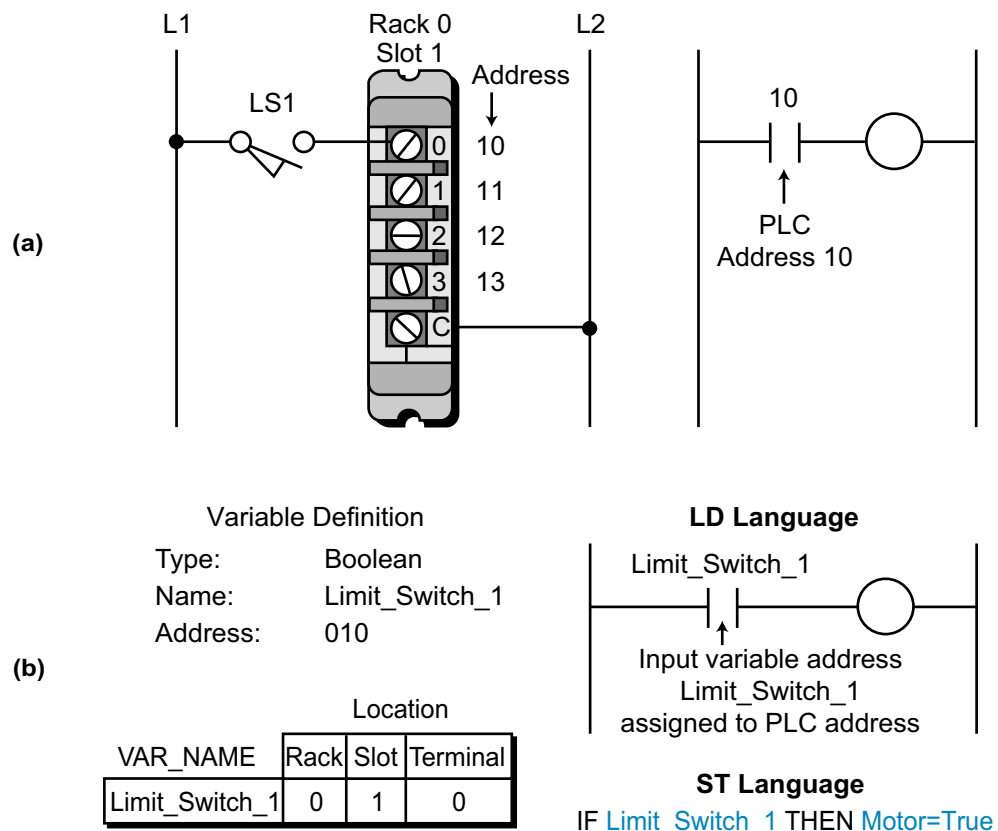 L1
Rack 0
Slot 1
L2
Address
LS1
10
0 10
1 11
2 12
3 13
C
PLC
Address 10
(a)
Variable Definition
Type: Boolean
Name: Limit_Switch_1
Address: 010
LD Language
Limit_Switch_1
Input variable address
Limit_Switch_1
assigned to PLC address
(b)
Location
VAR_NAME Rack Slot Terminal
Limit_Switch_1 0 1 0
ST Language
IF Limit_Switch_1 THEN Motor=True